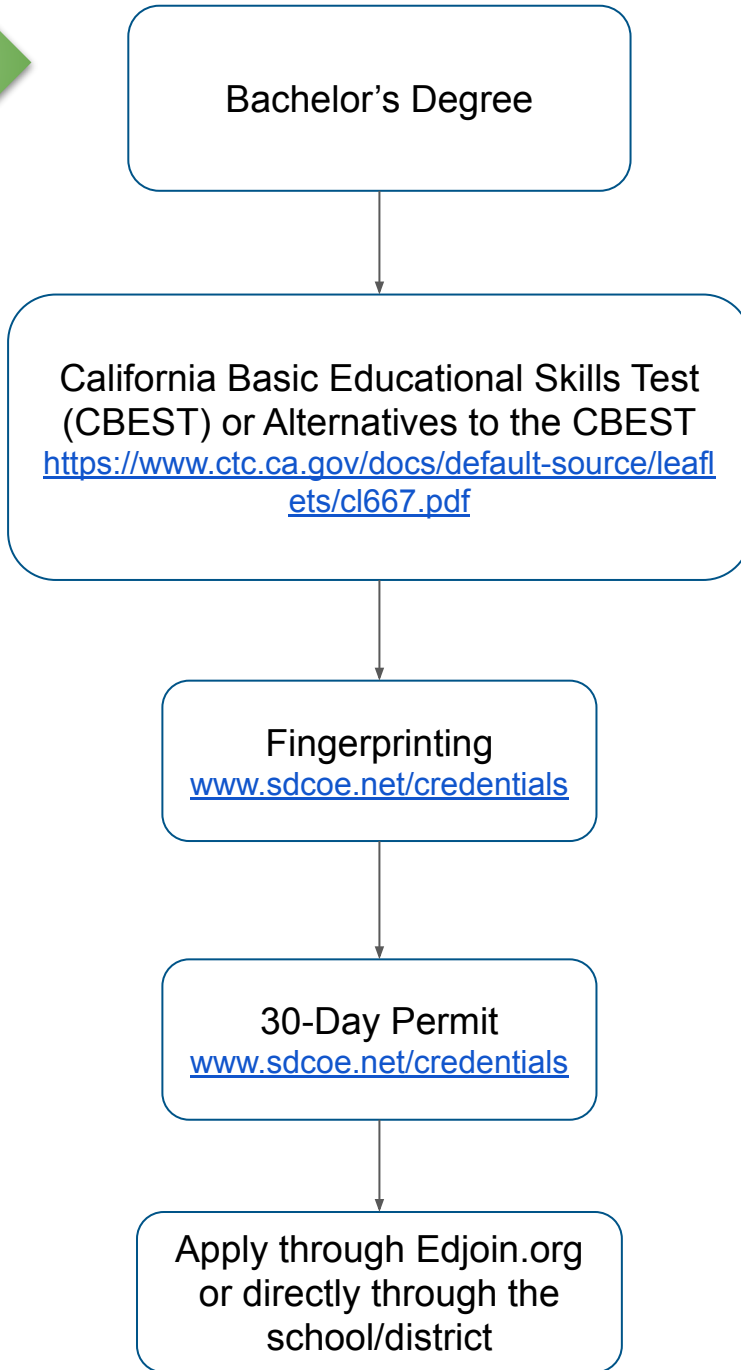 Bachelor’s Degree
California Basic Educational Skills Test
(CBEST) or Alternatives to the CBEST
https://www.ctc.ca.gov/docs/default-source/leafl
ets/cl667.pdf
Fingerprinting
www.sdcoe.net/credentials
30-Day Permit
www.sdcoe.net/credentials
Apply through Edjoin.org
or directly through the
school/district